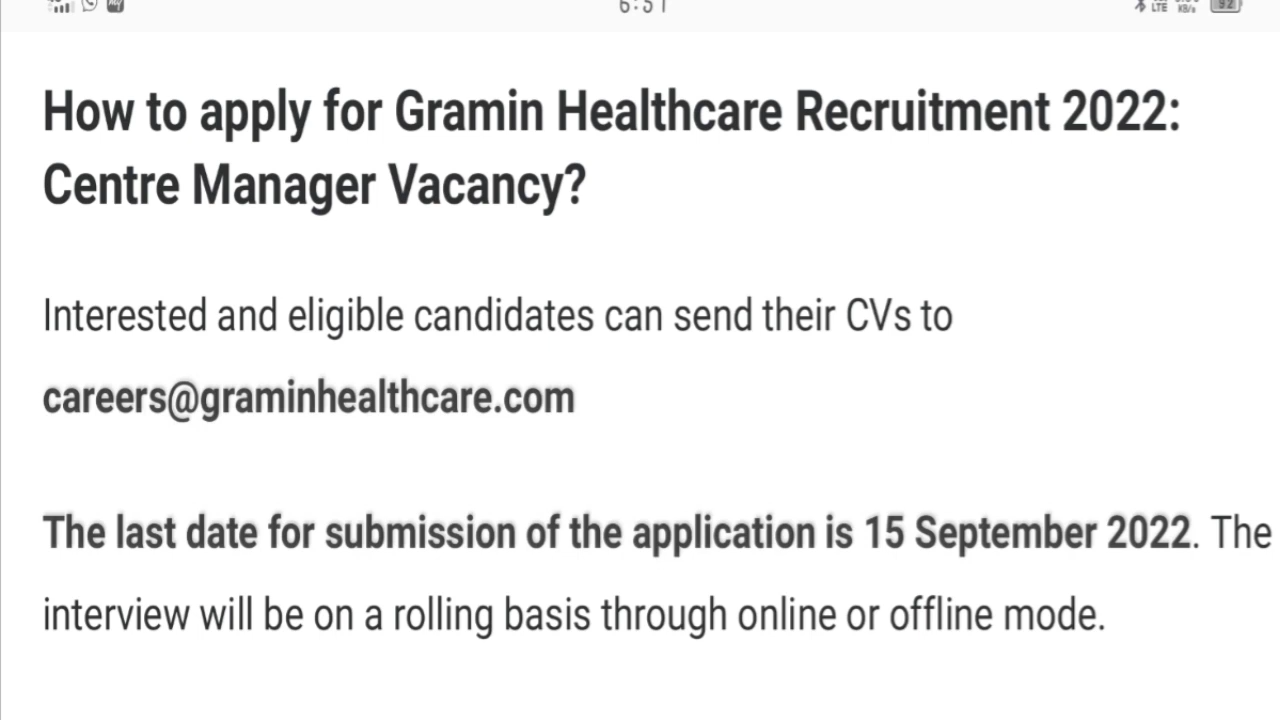 How to apply for Gramin Healthcare Recruitment 2022:
Centre Manager Vacancy?
Interested and eligible candidates can send their CVs to
careers@graminhealthcare.com
The last date for submission of the application is 15 September 2022. The
interview will be on a rolling basis through online or offline mode.